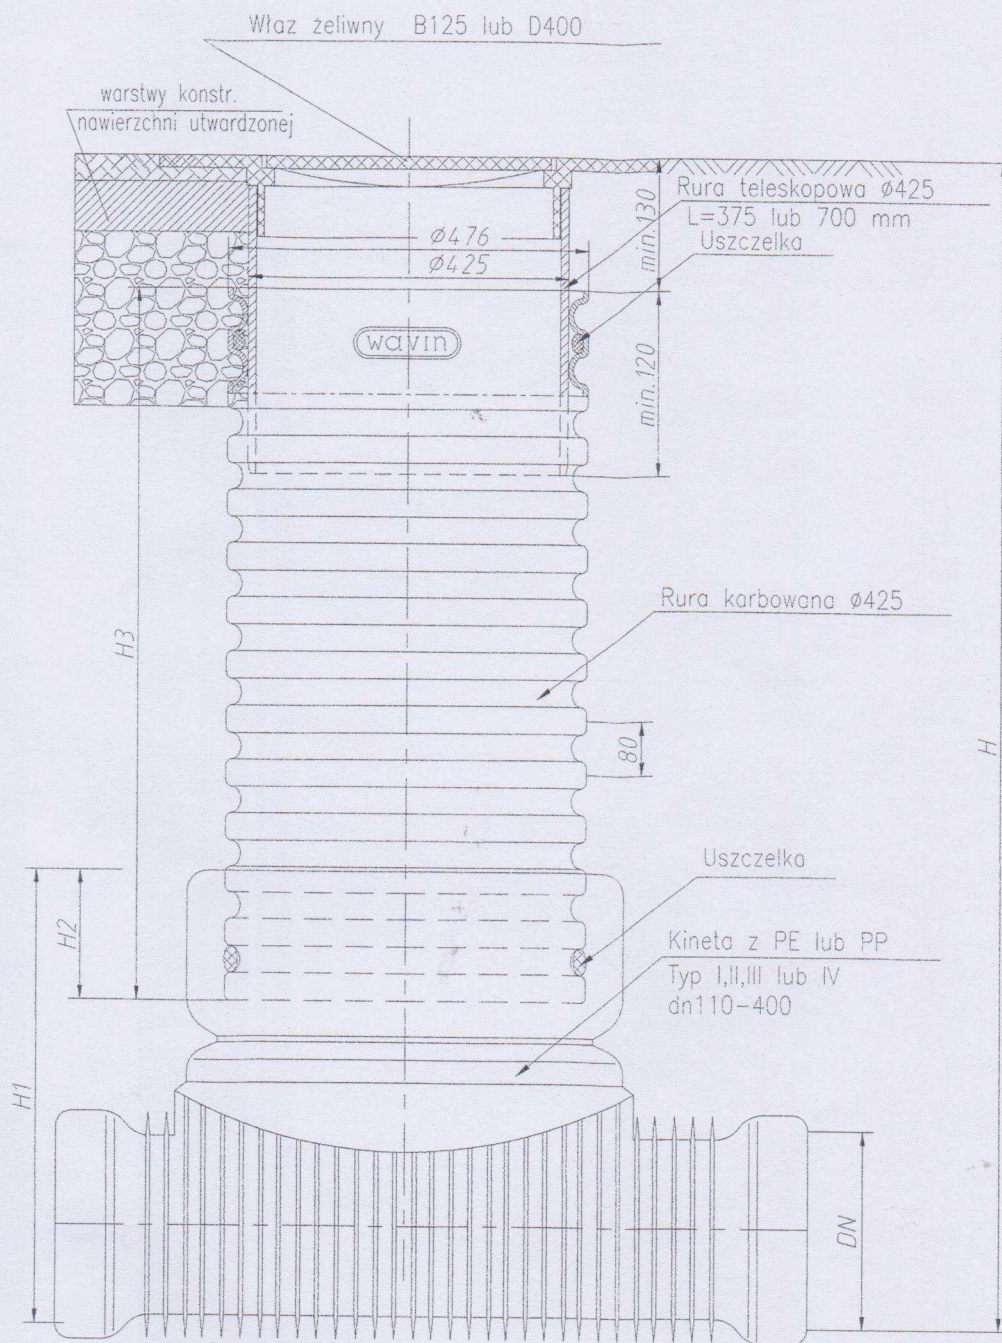 Właz żeliwny B125 lub D400
warstwy konstr.
nawierzchni utwardzonej
Rura teleskopowa ø425
L=375 lub 700 mm
Uszczelka
min.130
ø476
ø425
wavin
min.120
H3
Rura karbowana ø425
80
H
Uszczelka
H2
Kineta z PE lub PP
Typ I,II,III lub IV
dn110-400
H1
DN